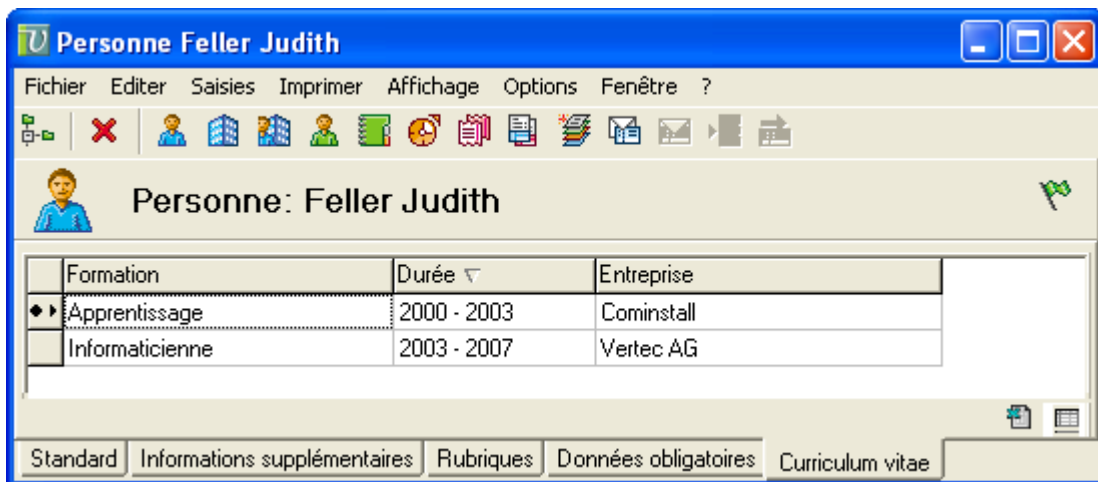 Personne Feller Judith
Fichier Editer Saisies Imprimer Affichage Options Fenêtre ?
Personne: Feller Judith
Formation Durée Entreprise
Apprentissage 2000 - 2003 Cominstall
Informaticienne 2003 - 2007 Vertec AG
Standard Informations supplémentaires Rubriques Données obligatoires Curriculum vitae